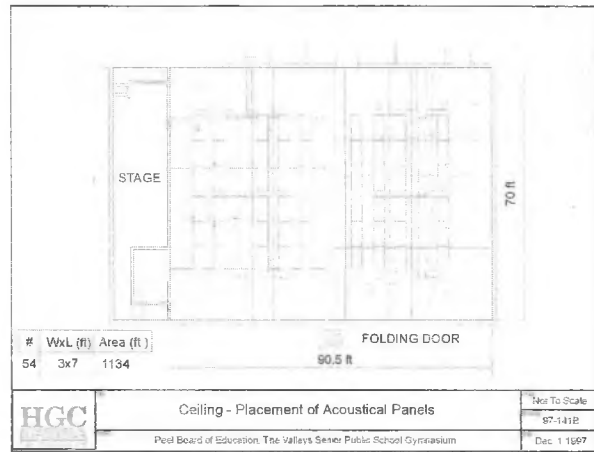 STAGE
70 ft
FOLDING DOOR
90.5 ft
# WxL (ft) Area (ft )
54 3x7 1134
HGC
Ceiling - Placement of Acoustical Panels
Peel Board of Education, The Valleys Senior Public School Gymnasium
Not To Scale
97-141B
Dec. 1 1997